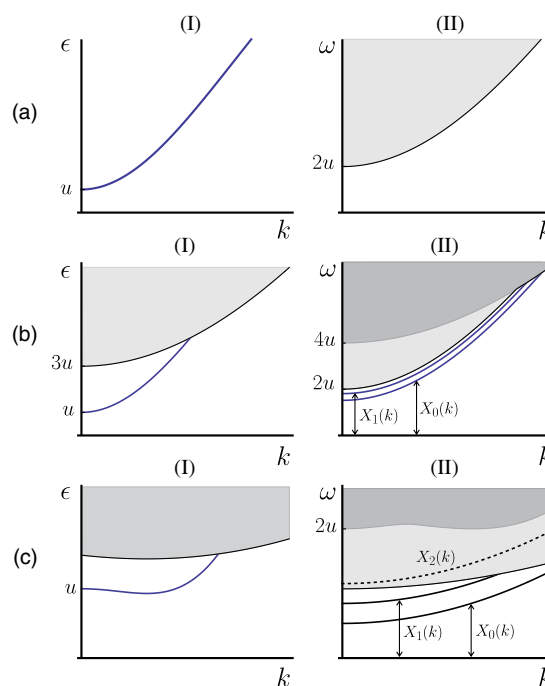 (I) (II)
ϵ ω
(a)
2u
u
k k
(I) (II)
ϵ ω
(b)
4u
3u
2u
u
X₁(k) X₀(k)
k k
(I) (II)
ϵ ω
2u
(c)
X₂(k)
u
X₁(k) X₀(k)
k k